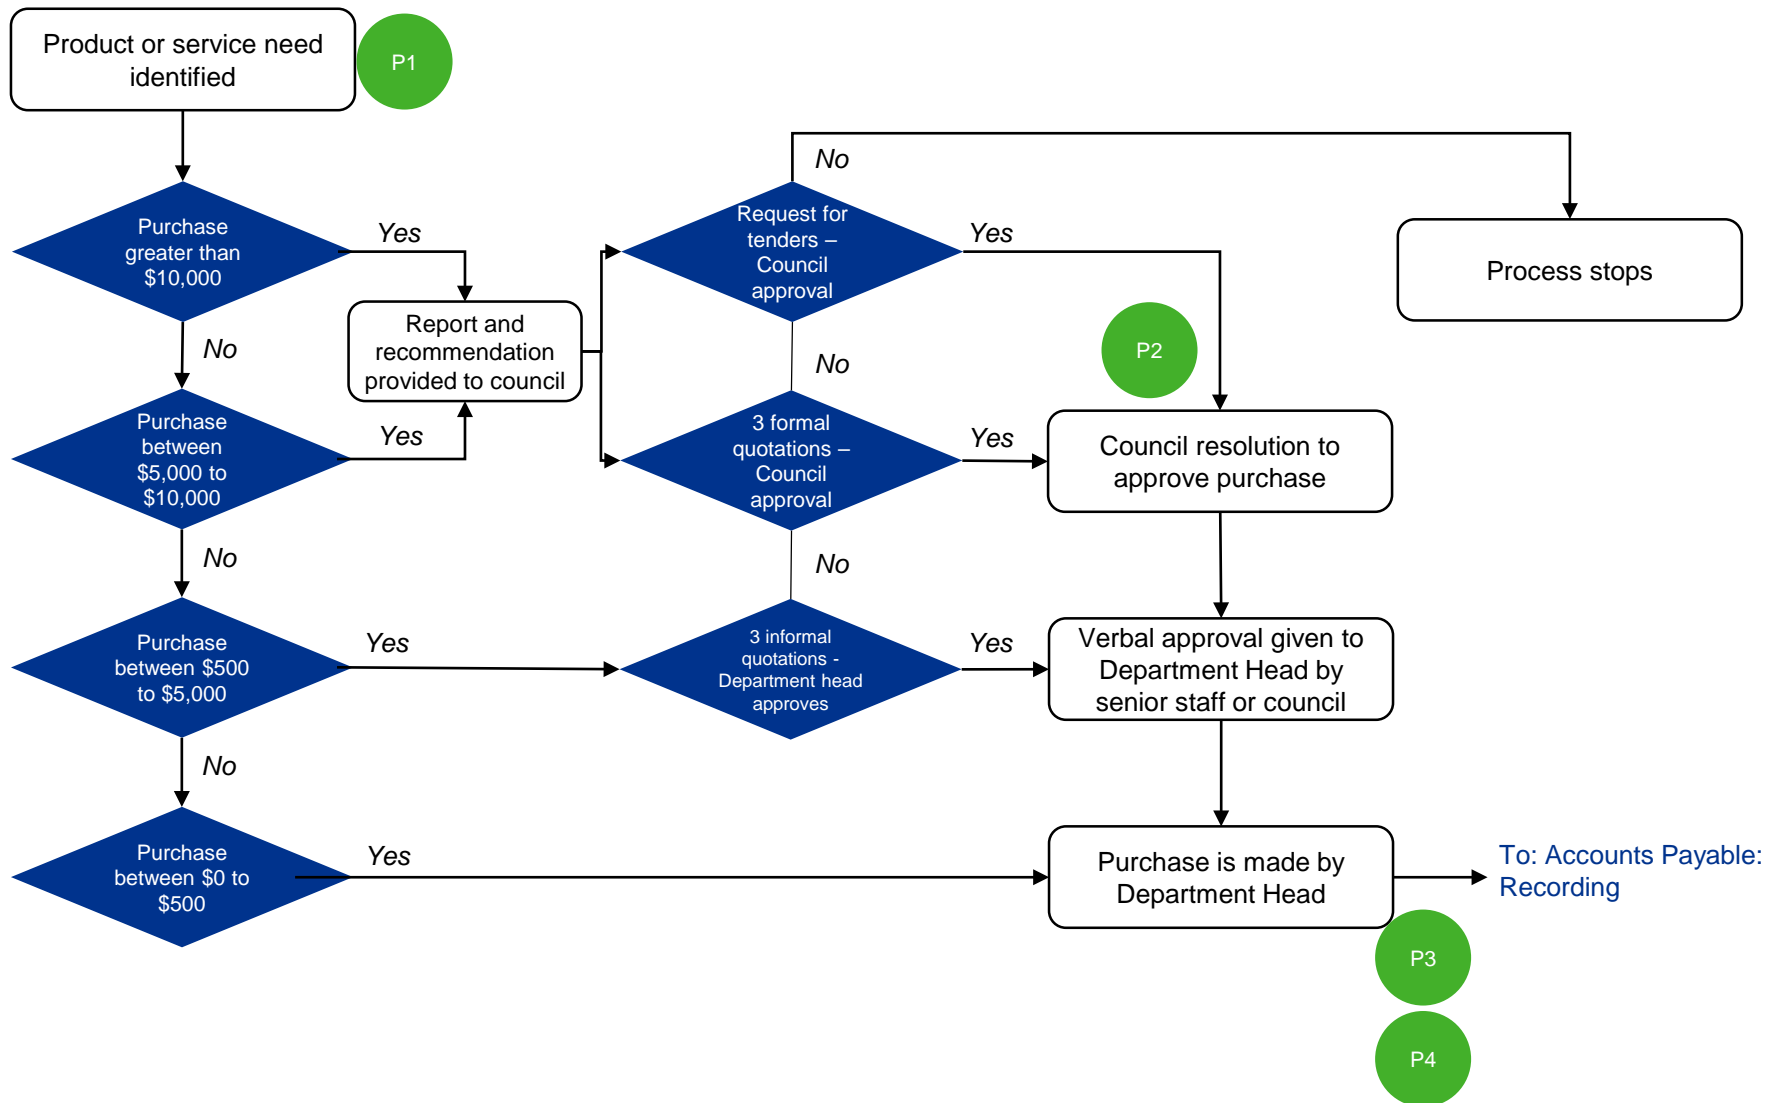 Product or service need
identified
P1
No
Purchase
greater than
$10,000
Yes
Request for
tenders –
Council
approval
Yes
Process stops
No
Report and
recommendation
provided to council
No
P2
Purchase
between
$5,000 to
$10,000
Yes
3 formal
quotations –
Council
approval
Yes
Council resolution to
approve purchase
No
No
Purchase
between $500
to $5,000
Yes
3 informal
quotations -
Department head
approves
Yes
Verbal approval given to
Department Head by
senior staff or council
No
Purchase
between $0 to
$500
Yes
Purchase is made by
Department Head
To: Accounts Payable:
Recording
P3
P4